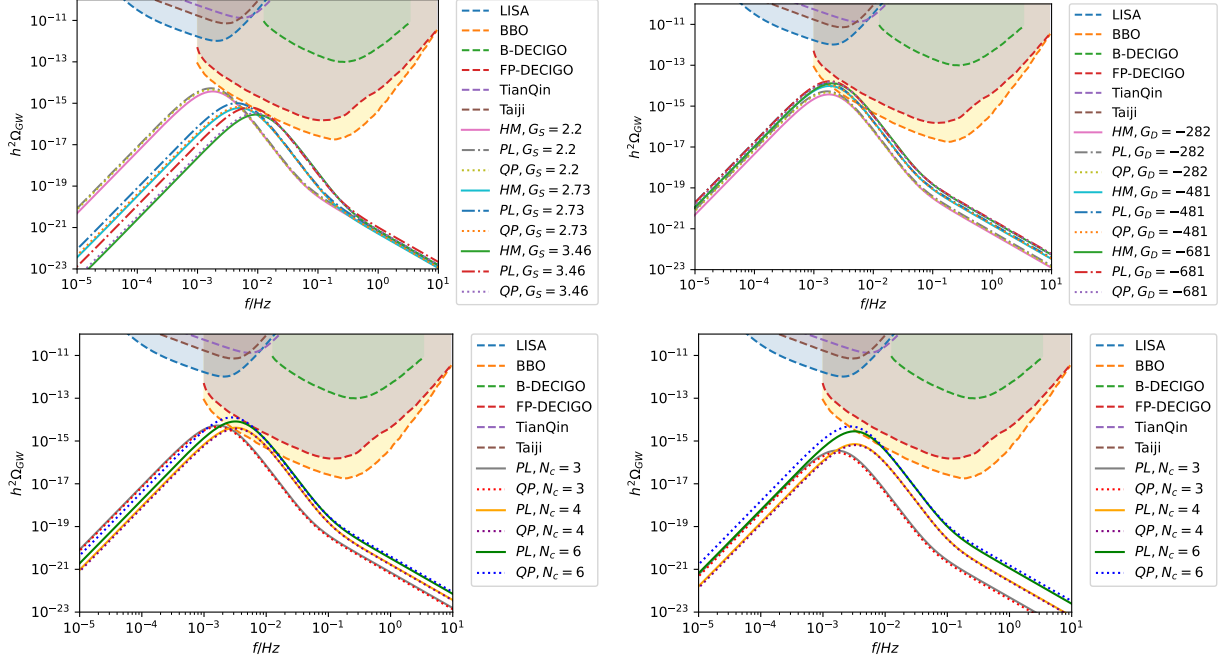 10^{-11}
10^{-13}
10^{-15}
10^{-17}
10^{-19}
10^{-21}
10^{-23}
h^2Ω_{GW}
10^{-5} 10^{-4} 10^{-3} 10^{-2} 10^{-1} 10^0 10^1
f/Hz
LISA
BBO
B-DECIGO
FP-DECIGO
TianQin
Taiji
HM, G_S = 2.2
PL, G_S = 2.2
QP, G_S = 2.2
HM, G_S = 2.73
PL, G_S = 2.73
QP, G_S = 2.73
HM, G_S = 3.46
PL, G_S = 3.46
QP, G_S = 3.46
10^{-11}
10^{-13}
10^{-15}
10^{-17}
10^{-19}
10^{-21}
10^{-23}
h^2Ω_{GW}
10^{-5} 10^{-4} 10^{-3} 10^{-2} 10^{-1} 10^0 10^1
f/Hz
LISA
BBO
B-DECIGO
FP-DECIGO
TianQin
Taiji
HM, G_D = −282
PL, G_D = −282
QP, G_D = −282
HM, G_D = −481
PL, G_D = −481
QP, G_D = −481
HM, G_D = −681
PL, G_D = −681
QP, G_D = −681
10^{-11}
10^{-13}
10^{-15}
10^{-17}
10^{-19}
10^{-21}
10^{-23}
h^2Ω_{GW}
10^{-5} 10^{-4} 10^{-3} 10^{-2} 10^{-1} 10^0 10^1
f/Hz
LISA
BBO
B-DECIGO
FP-DECIGO
TianQin
Taiji
PL, N_c = 3
QP, N_c = 3
PL, N_c = 4
QP, N_c = 4
PL, N_c = 6
QP, N_c = 6
10^{-11}
10^{-13}
10^{-15}
10^{-17}
10^{-19}
10^{-21}
10^{-23}
h^2Ω_{GW}
10^{-5} 10^{-4} 10^{-3} 10^{-2} 10^{-1} 10^0 10^1
f/Hz
LISA
BBO
B-DECIGO
FP-DECIGO
TianQin
Taiji
PL, N_c = 3
QP, N_c = 3
PL, N_c = 4
QP, N_c = 4
PL, N_c = 6
QP, N_c = 6